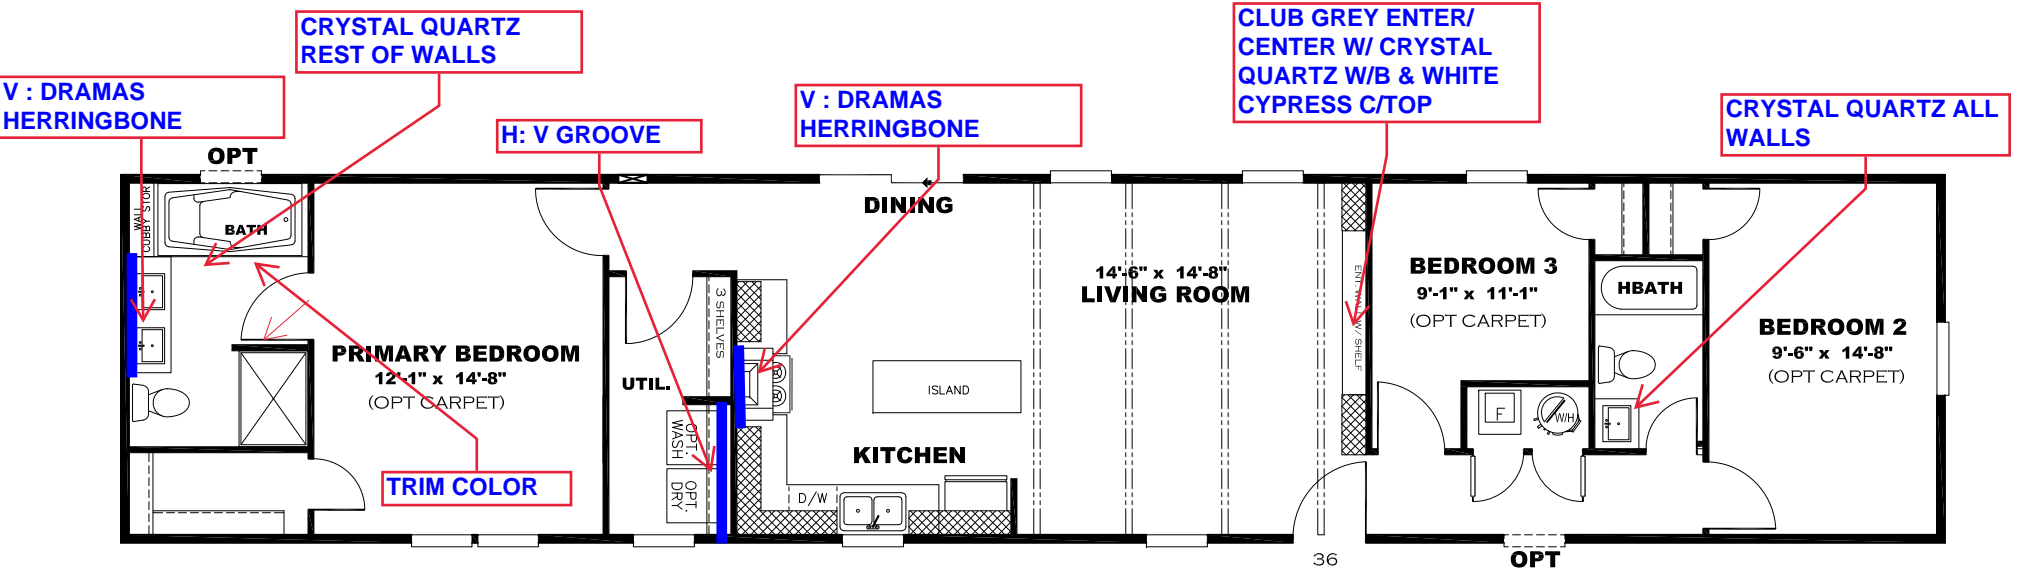 CRYSTAL QUARTZ
REST OF WALLS
V : DRAMAS
HERRINGBONE
H: V GROOVE
V : DRAMAS
HERRINGBONE
CLUB GREY ENTER/
CENTER W/ CRYSTAL
QUARTZ W/B & WHITE
CYPRESS C/TOP
CRYSTAL QUARTZ ALL
WALLS
OPT
WALL
CUBBY STOR
BATH
PRIMARY BEDROOM
12'-1" x 14'-8"
(OPT CARPET)
TRIM COLOR
UTIL.
3 SHELVES
OPT.
WASH
OPT.
DRY
DINING
ISLAND
KITCHEN
D/W
14'-6" x 14'-8"
LIVING ROOM
ENT. WALL W/ SHELF
36
BEDROOM 3
9'-1" x 11'-1"
(OPT CARPET)
F
W/H
HBATH
BEDROOM 2
9'-6" x 14'-8"
(OPT CARPET)
OPT